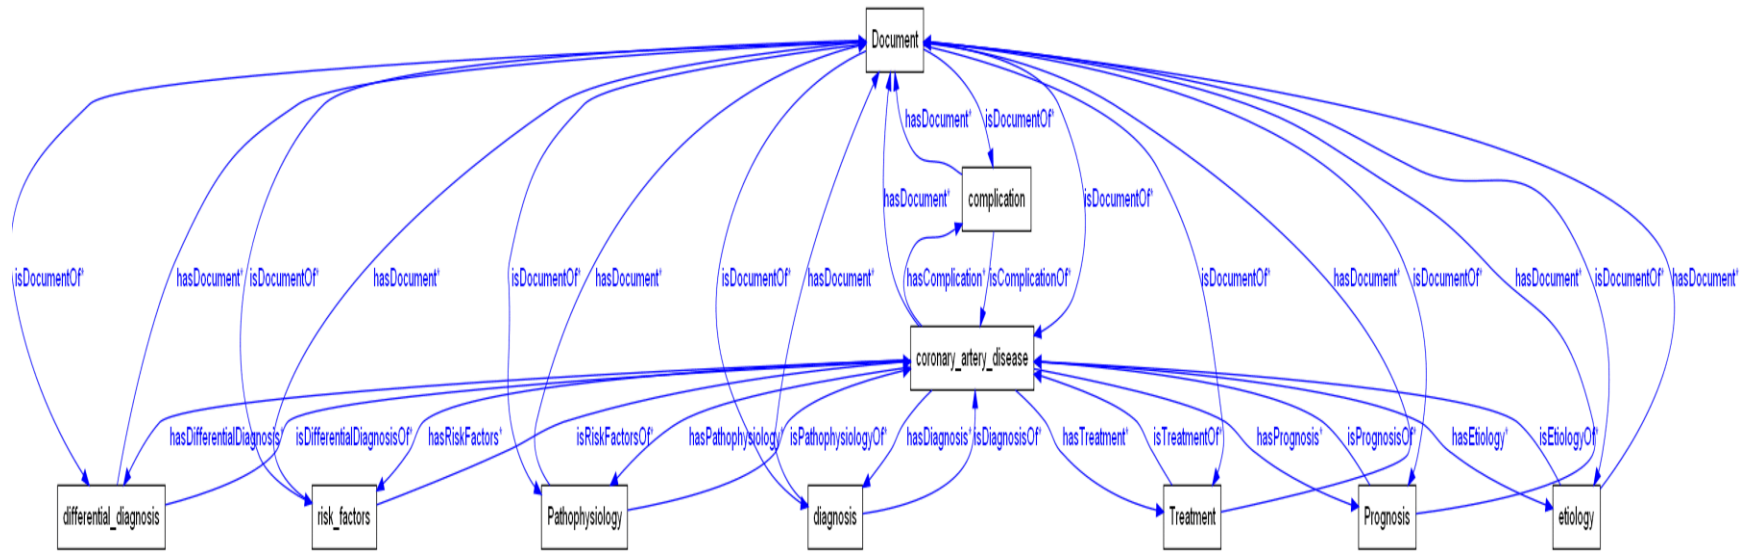 Document
hasDocument* isDocumentOf*
complication
hasDocument* isDocumentOf*
isDocumentOf* hasDocument* isDocumentOf* hasDocument* isDocumentOf* hasDocument* isDocumentOf* hasDocument* hasComplication* isComplicationOf* isDocumentOf* hasDocument* isDocumentOf* hasDocument* isDocumentOf* hasDocument*
coronary_artery_disease
hasDifferentialDiagnosis* isDifferentialDiagnosisOf* hasRiskFactors* isRiskFactorsOf* hasPathophysiology* isPathophysiologyOf* hasDiagnosis* isDiagnosisOf* hasTreatment* isTreatmentOf* hasPrognosis* isPrognosisOf* hasEtiology* isEtiologyOf*
differential_diagnosis risk_factors Pathophysiology diagnosis Treatment Prognosis etiology